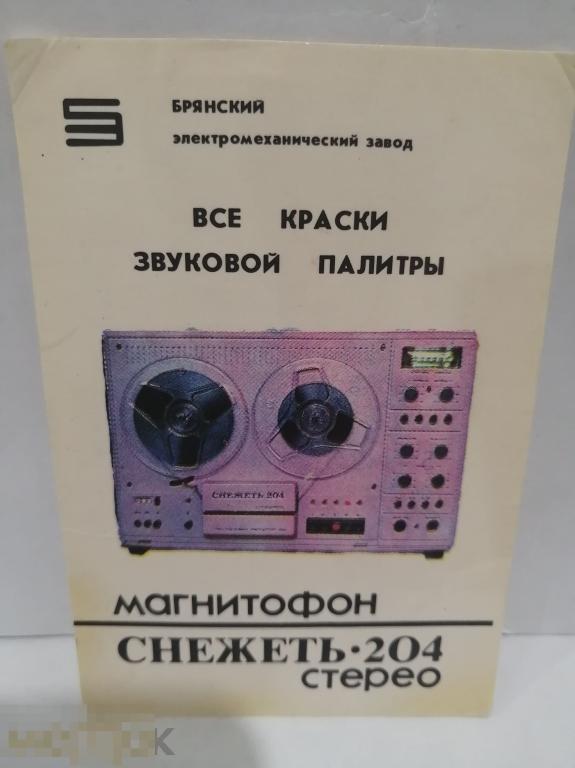 БРЯНСКИЙ
электромеханический завод
ВСЕ КРАСКИ
ЗВУКОВОЙ ПАЛИТРЫ
СНЕЖЕТЬ 204
магнитофон
СНЕЖЕТЬ·204
стерео